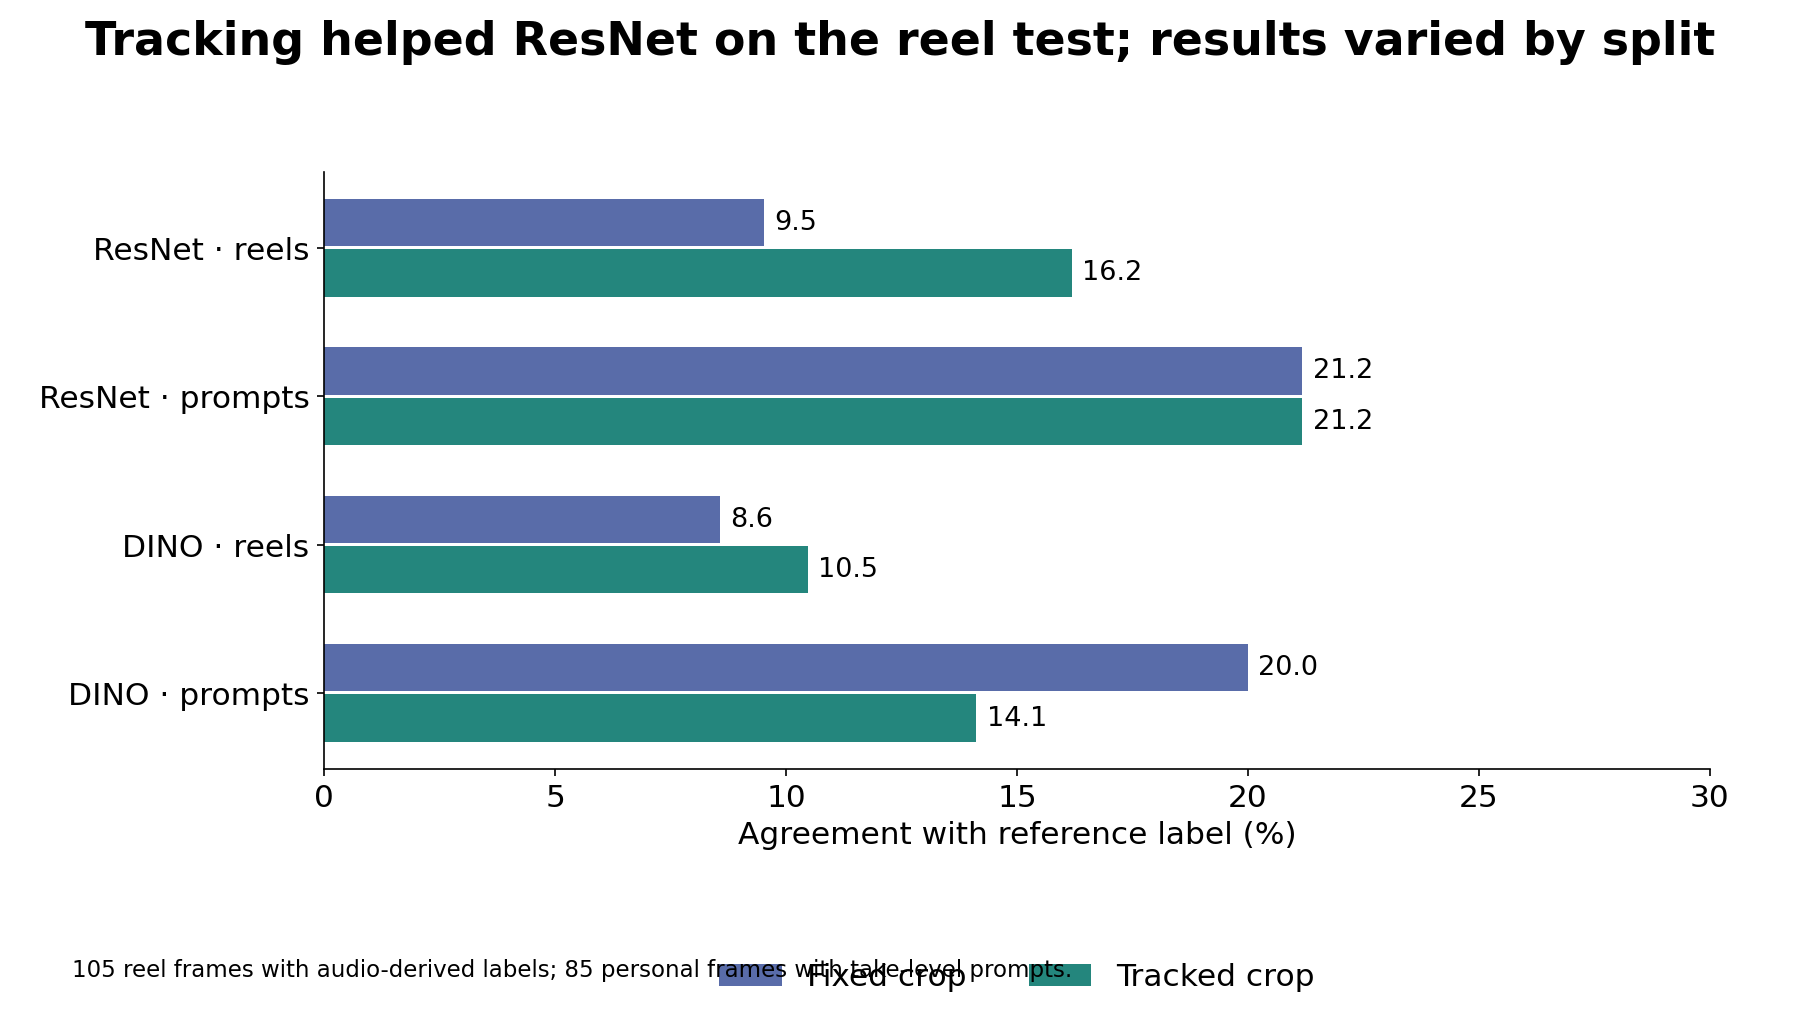 Tracking helped ResNet on the reel test; results varied by split
ResNet · reels
9.5
16.2
ResNet · prompts
21.2
21.2
DINO · reels
8.6
10.5
DINO · prompts
20.0
14.1
0 5 10 15 20 25 30
Agreement with reference label (%)
105 reel frames with audio-derived labels; 85 personal frames with take-level prompts.
Fixed crop Tracked crop